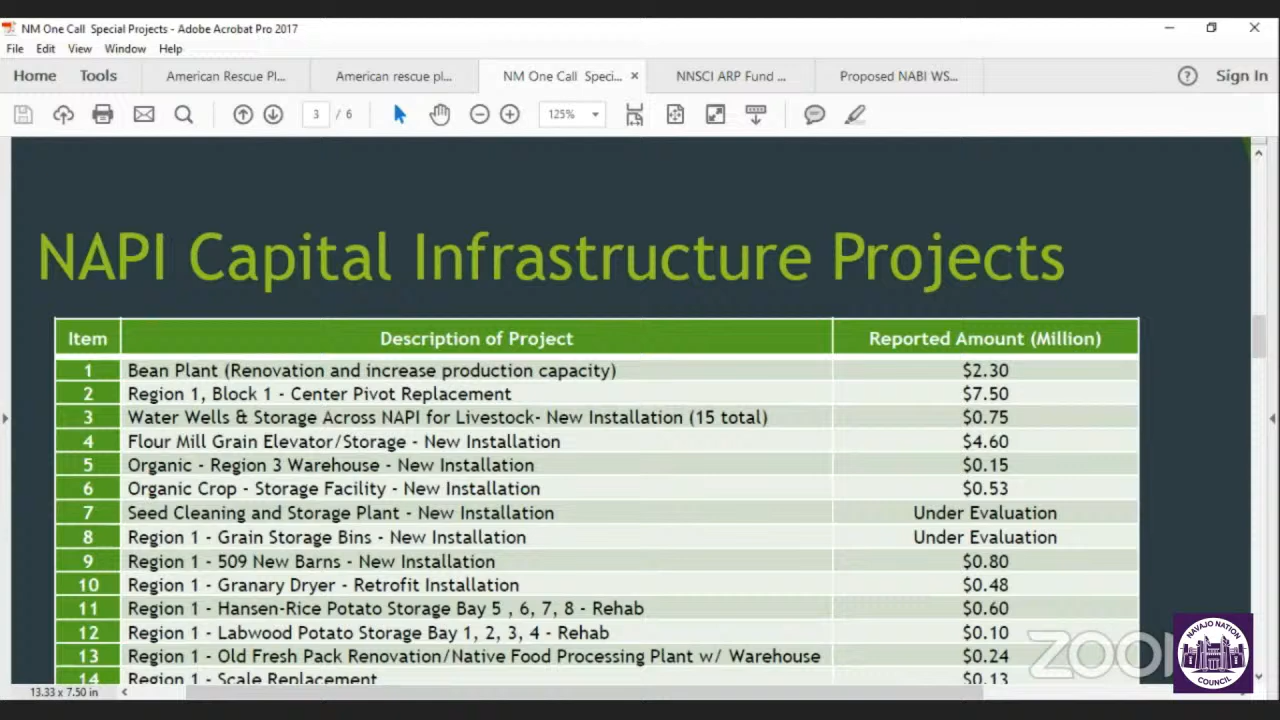 NM One Call  Special Projects - Adobe Acrobat Pro 2017
File Edit View Window Help
Home Tools American Rescue Pl... American rescue pl... NM One Call  Speci... × NNSCI ARP Fund ... Proposed NABI WS... ? Sign In
3 / 6 125%
NAPI Capital Infrastructure Projects
Item Description of Project Reported Amount (Million)
1 Bean Plant (Renovation and increase production capacity) $2.30
2 Region 1, Block 1 - Center Pivot Replacement $7.50
3 Water Wells & Storage Across NAPI for Livestock- New Installation (15 total) $0.75
4 Flour Mill Grain Elevator/Storage - New Installation $4.60
5 Organic - Region 3 Warehouse - New Installation $0.15
6 Organic Crop - Storage Facility - New Installation $0.53
7 Seed Cleaning and Storage Plant - New Installation Under Evaluation
8 Region 1 - Grain Storage Bins - New Installation Under Evaluation
9 Region 1 - 509 New Barns - New Installation $0.80
10 Region 1 - Granary Dryer - Retrofit Installation $0.48
11 Region 1 - Hansen-Rice Potato Storage Bay 5 , 6, 7, 8 - Rehab $0.60
12 Region 1 - Labwood Potato Storage Bay 1, 2, 3, 4 - Rehab $0.10
13 Region 1 - Old Fresh Pack Renovation/Native Food Processing Plant w/ Warehouse $0.24
14 Region 1 - Scale Replacement $0.13
NAVAJO NATION
COUNCIL
13.33 x 7.50 in